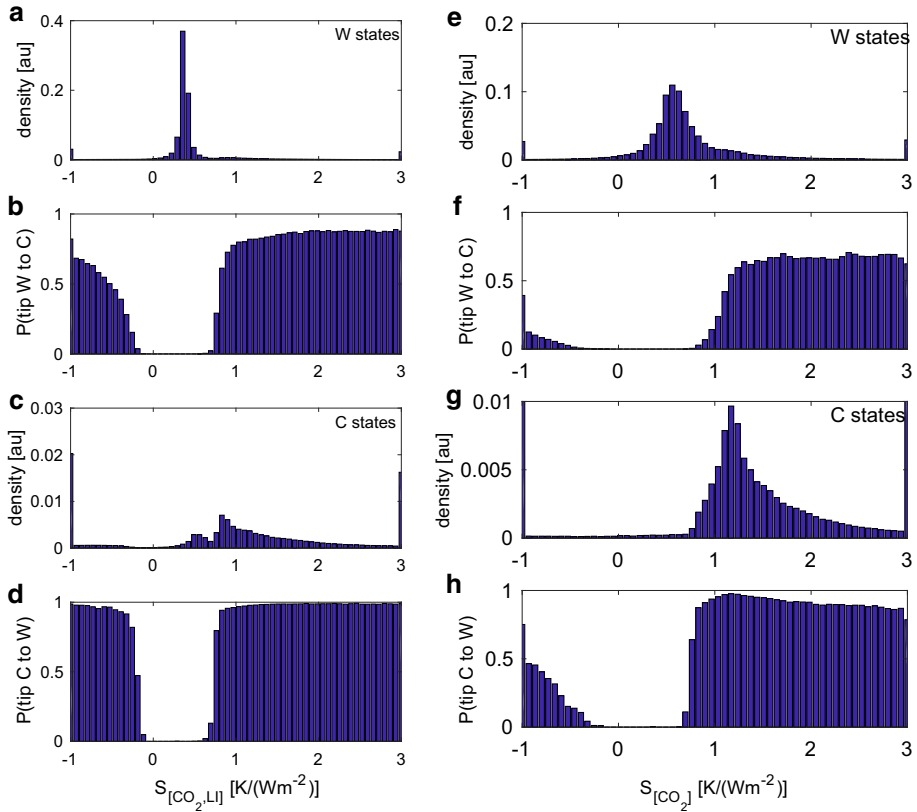 a
0.4
0.2
0
density [au]
W states
-1 0 1 2 3
b
1
0.5
0
P(tip W to C)
-1 0 1 2 3
c
0.03
0.02
0.01
0
density [au]
C states
-1 0 1 2 3
d
1
0.5
0
P(tip C to W)
-1 0 1 2 3
S[CO2,LI] [K/(Wm-2)]
e
0.2
0.1
0
density [au]
W states
-1 0 1 2 3
f
1
0.5
0
P(tip W to C)
-1 0 1 2 3
g
0.01
0.005
0
density [au]
C states
-1 0 1 2 3
h
1
0.5
0
P(tip C to W)
-1 0 1 2 3
S[CO2] [K/(Wm-2)]